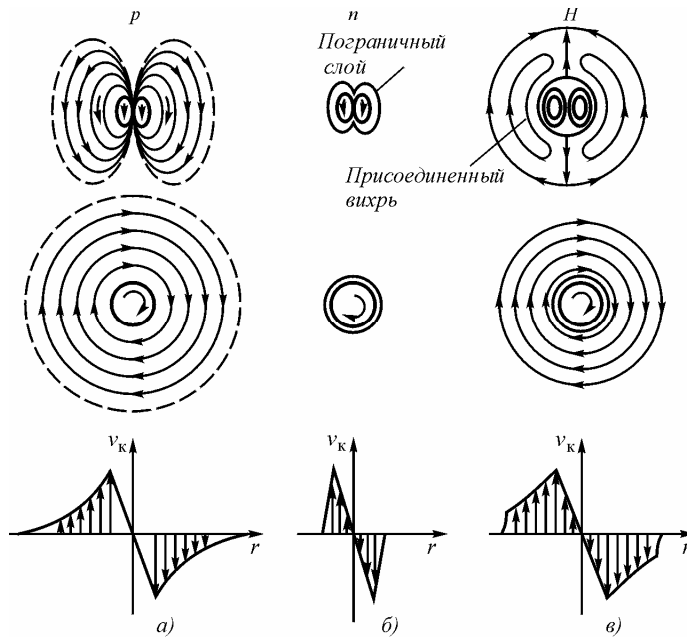 p
n
H
Пограничный
слой
Присоединенный
вихрь
vк
r
vк
r
vк
r
а)
б)
в)